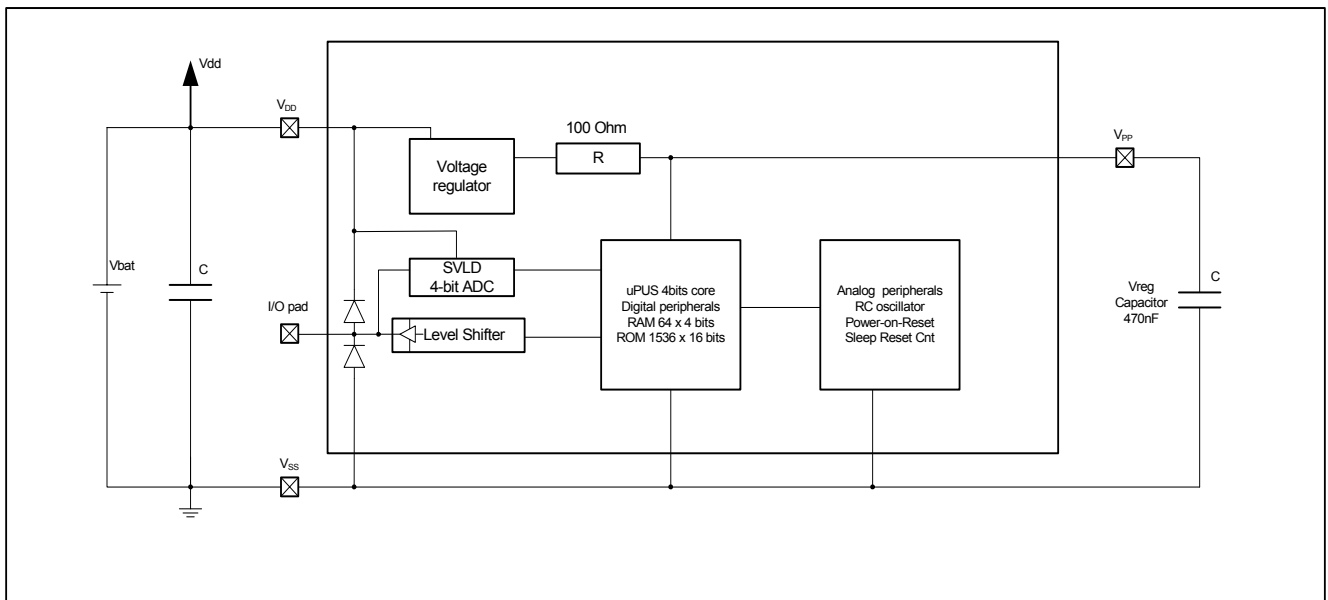 Vdd
VDD
100 Ohm
R
VPP
Voltage
regulator
Vbat
C
SVLD
4-bit ADC
I/O pad
Level Shifter
uPUS 4bits core
Digital peripherals
RAM 64 x 4 bits
ROM 1536 x 16 bits
Analog peripherals
RC oscillator
Power-on-Reset
Sleep Reset Cnt
C
Vreg
Capacitor
470nF
VSS